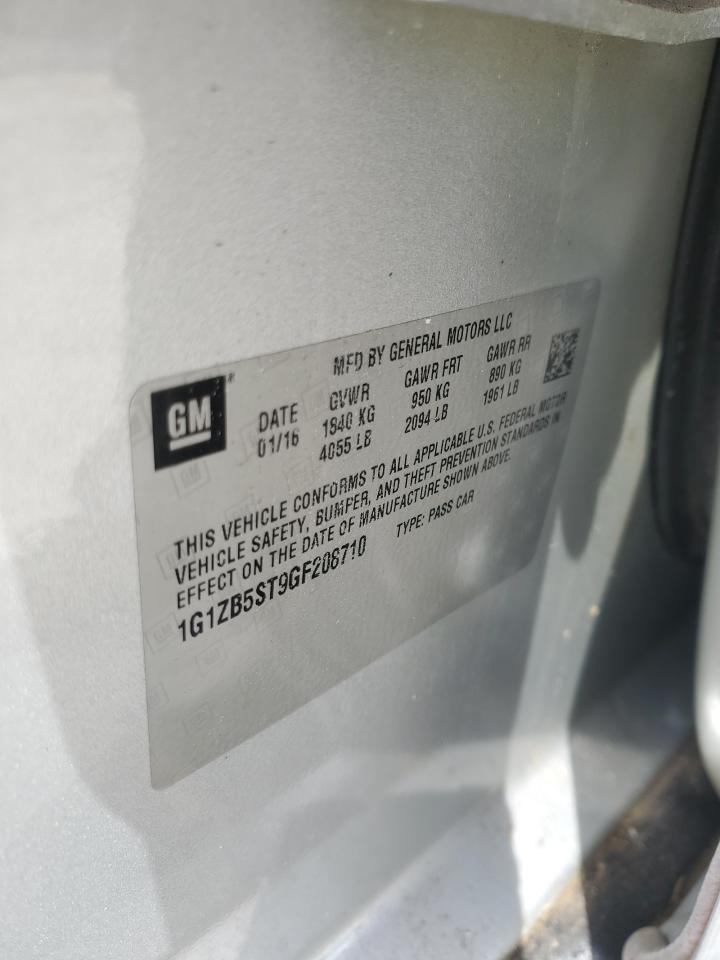 MFD BY GENERAL MOTORS LLC
GM
DATE GVWR GAWR FRT GAWR RR
01/16 1840 KG 950 KG 890 KG
4055 LB 2094 LB 1961 LB
THIS VEHICLE CONFORMS TO ALL APPLICABLE U.S. FEDERAL MOTOR
VEHICLE SAFETY, BUMPER, AND THEFT PREVENTION STANDARDS IN
EFFECT ON THE DATE OF MANUFACTURE SHOWN ABOVE.
1G1ZB5ST9GF208710 TYPE: PASS CAR